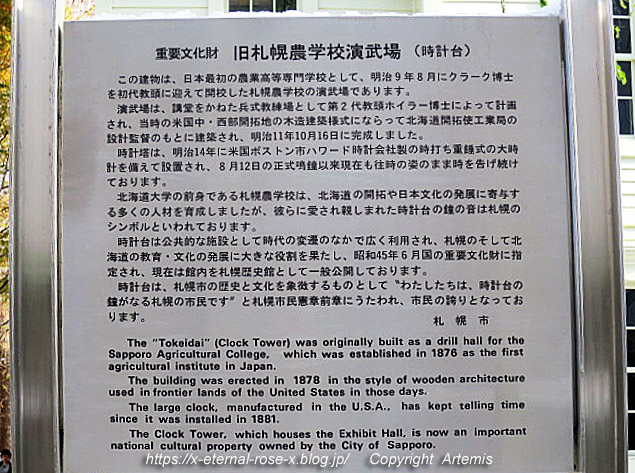 重要文化財 旧札幌農学校演武場 (時計台)
この建物は、日本最初の農業高等専門学校として、明治9年8月にクラーク博士
を初代教頭に迎えて開校した札幌農学校の演武場であります。
演武場は、講堂をかねた兵式教練場として第2代教頭ホイラー博士によって計画
され、当時の米国中・西部開拓地の木造建築様式にならって北海道開拓使工業局の
設計監督のもとに建築され、明治11年10月16日に完成しました。
時計塔は、明治14年に米国ボストン市ハワード時計会社製の時打ち重錘式の大時
計を備えて設置され、8月12日の正式鳴鐘以来現在も往時の姿のまま時を告げ続け
ております。
北海道大学の前身である札幌農学校は、北海道の開拓や日本文化の発展に寄与す
る多くの人材を育成しましたが、彼らに愛され親しまれた時計台の鐘の音は札幌の
シンボルといわれております。
時計台は公共的な施設として時代の変遷のなかで広く利用され、札幌のそして北
海道の教育・文化の発展に大きな役割を果たし、昭和45年6月国の重要文化財に指
定され、現在は館内を札幌歴史館として一般公開しております。
時計台は、札幌市の歴史と文化を象徴するものとして〝わたしたちは、時計台の
鐘がなる札幌の市民です〟と札幌市民憲章前章にうたわれ、市民の誇りとなってお
ります。 札幌市
The "Tokeidai" (Clock Tower) was originally built as a drill hall for the
Sapporo Agricultural College, which was established in 1876 as the first
agricultural institute in Japan.
The building was erected in 1878 in the style of wooden architecture
used in frontier lands of the United States in those days.
The large clock, manufactured in the U.S.A., has kept telling time
since it was installed in 1881.
The Clock Tower, which houses the Exhibit Hall, is now an important
national cultural property owned by the City of Sapporo.
https://x-eternal-rose-x.blog.jp/ Copyright Artemis